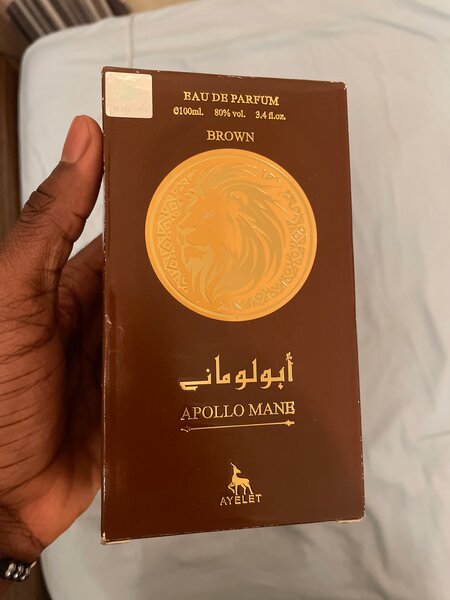 EAU DE PARFUM
℮100ml. 80% vol. 3.4 fl.oz.
BROWN
أبولوماني
APOLLO MANE
AYELET